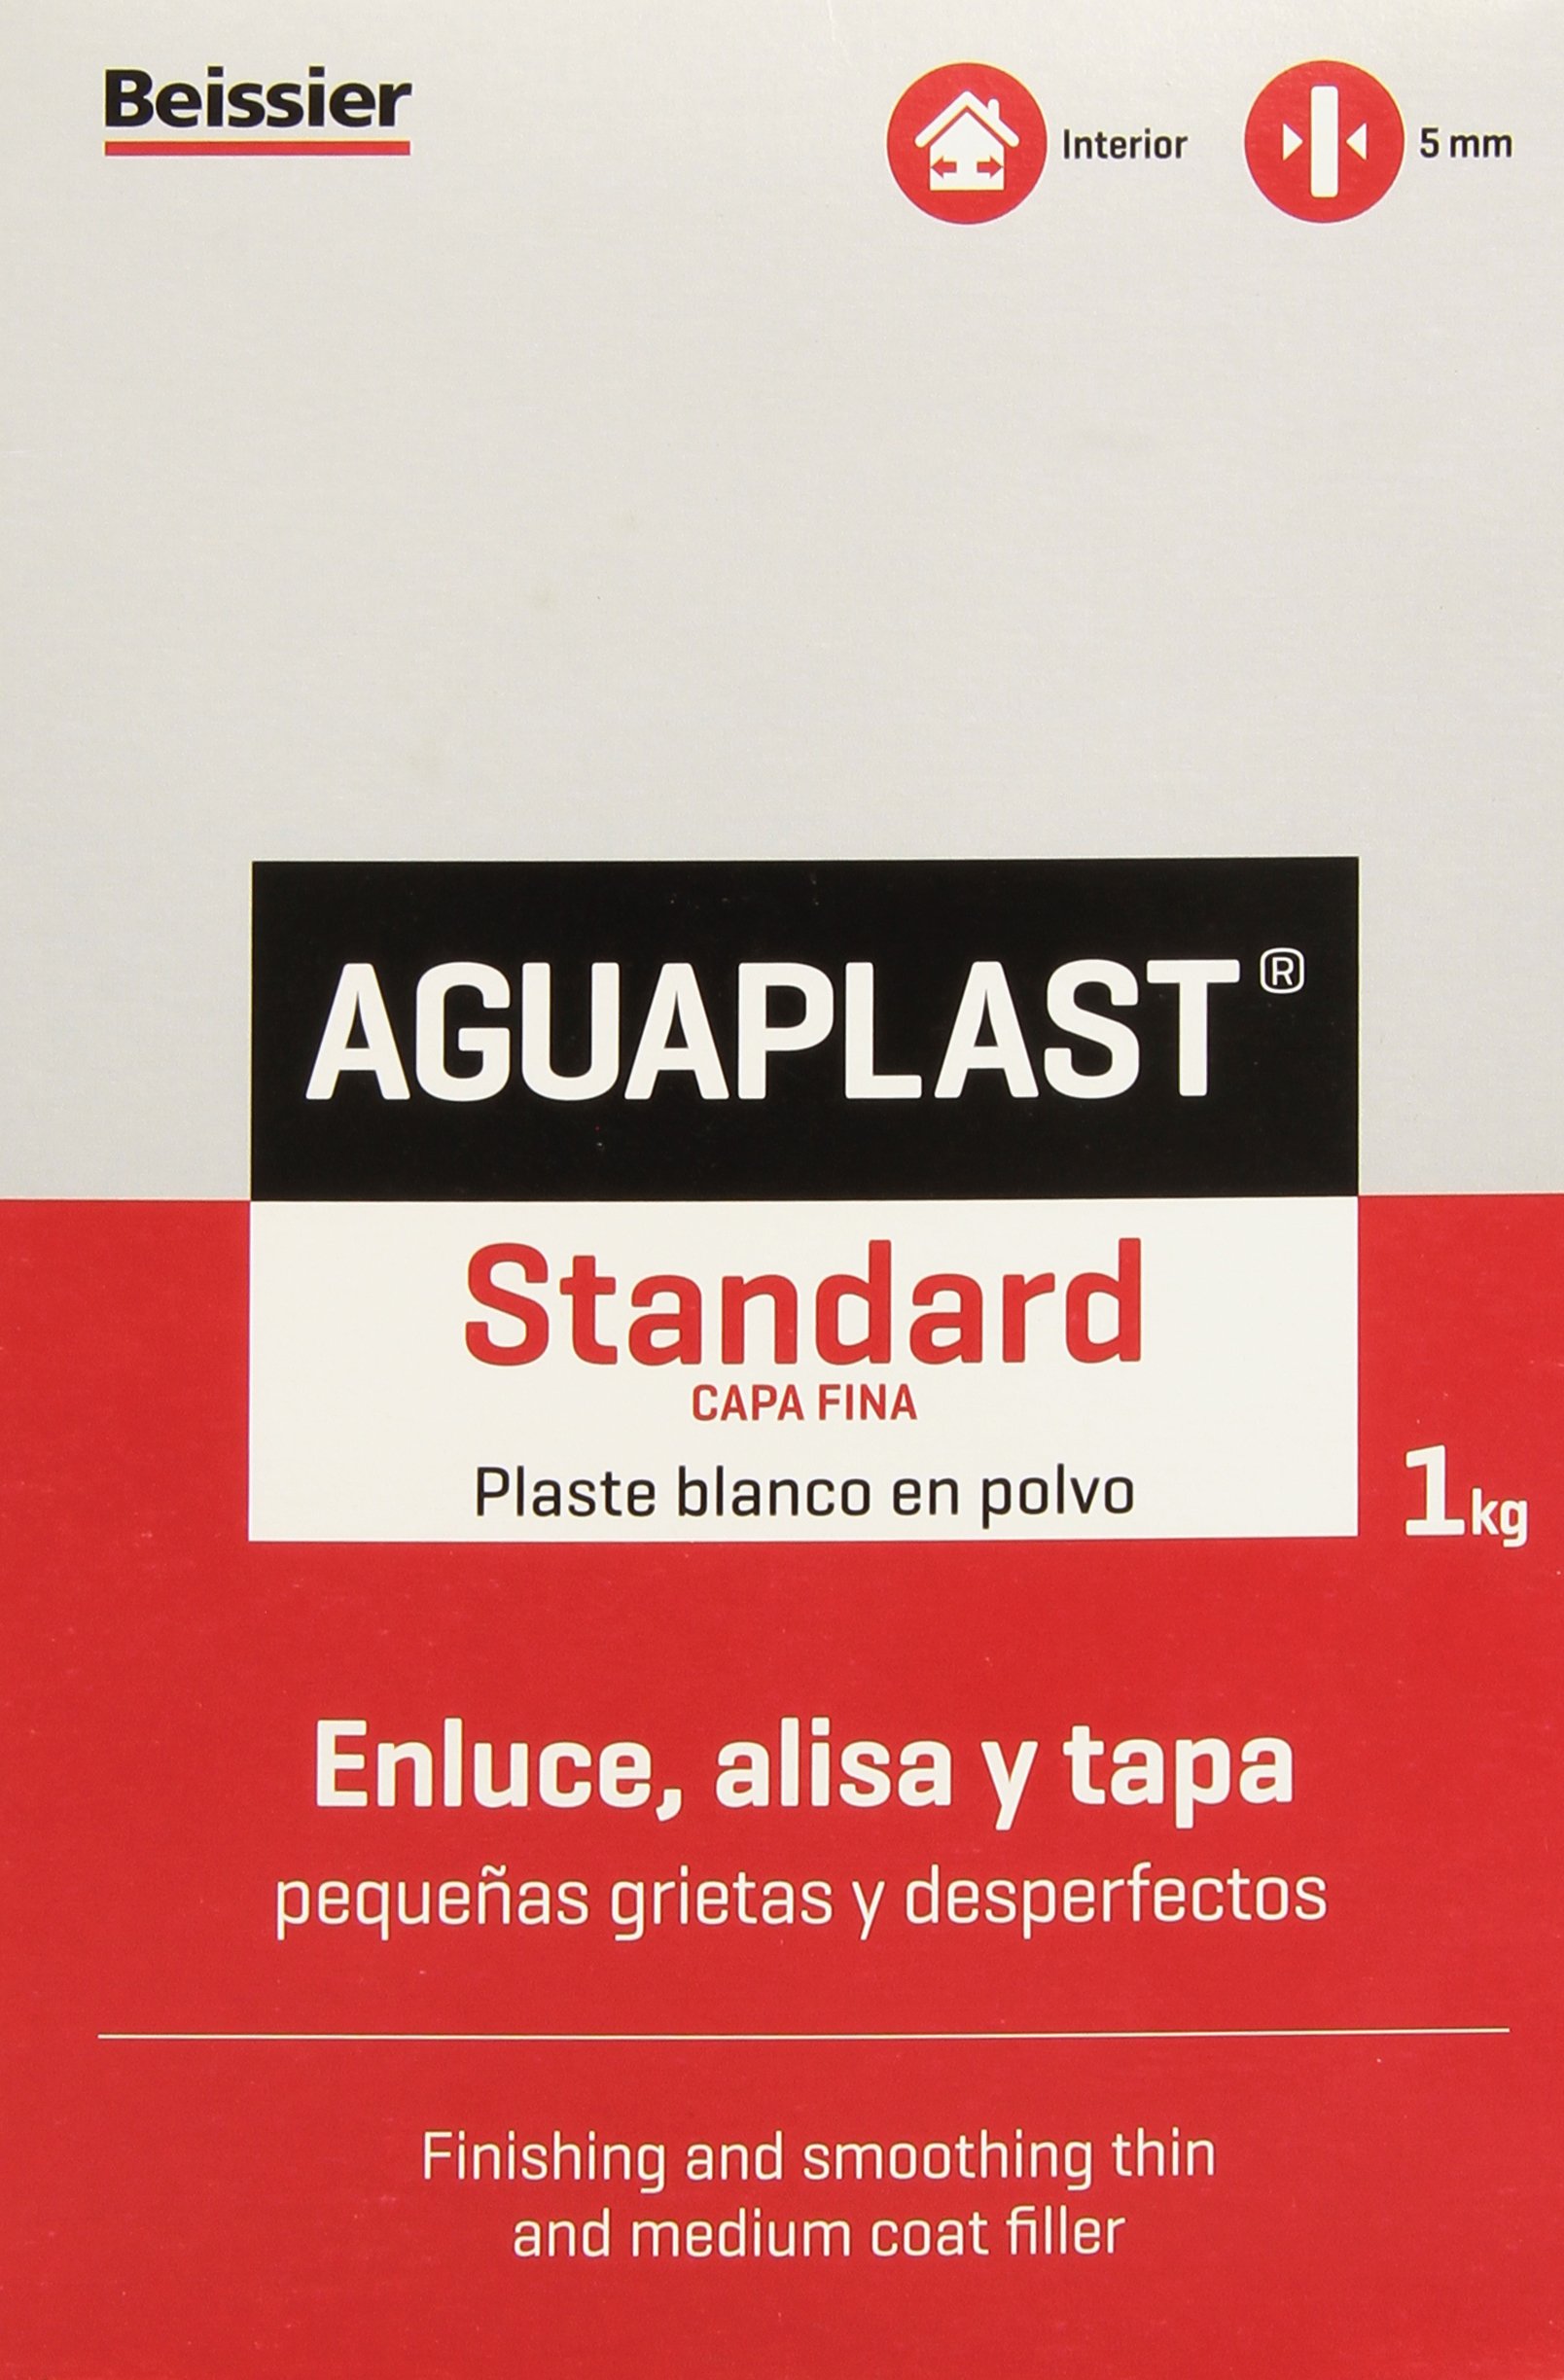 Beissier
Interior
5 mm
AGUAPLAST®
Standard
CAPA FINA
Plaste blanco en polvo
1kg
Enluce, alisa y tapa
pequeñas grietas y desperfectos
Finishing and smoothing thin
and medium coat filler